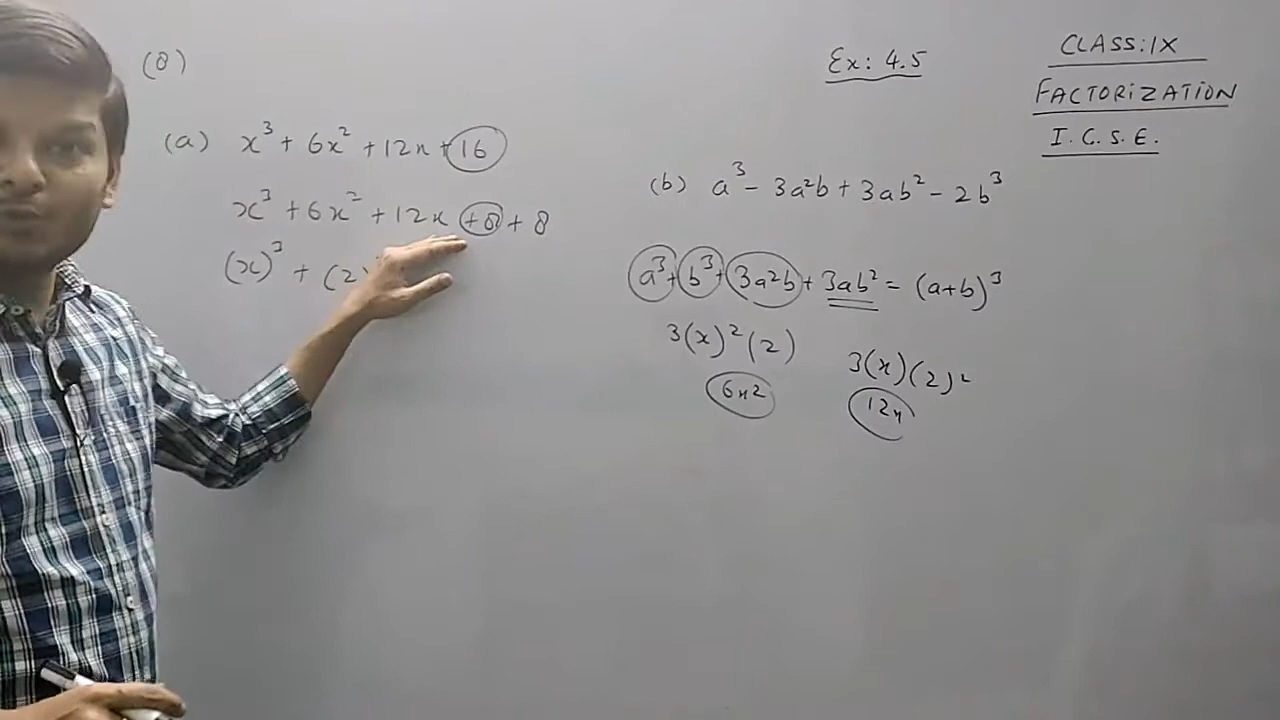 (8)
(a) x³ + 6x² + 12x + 16
x³ + 6x² + 12x + 8 + 8
(x)³ + (2)
Ex: 4.5
CLASS: IX
FACTORIZATION
I.C.S.E.
(b) a³ - 3a²b + 3ab² - 2b³
a³ + b³ + 3a²b + 3ab² = (a+b)³
3(x)²(2)
3(x)(2)²
6x²
12x